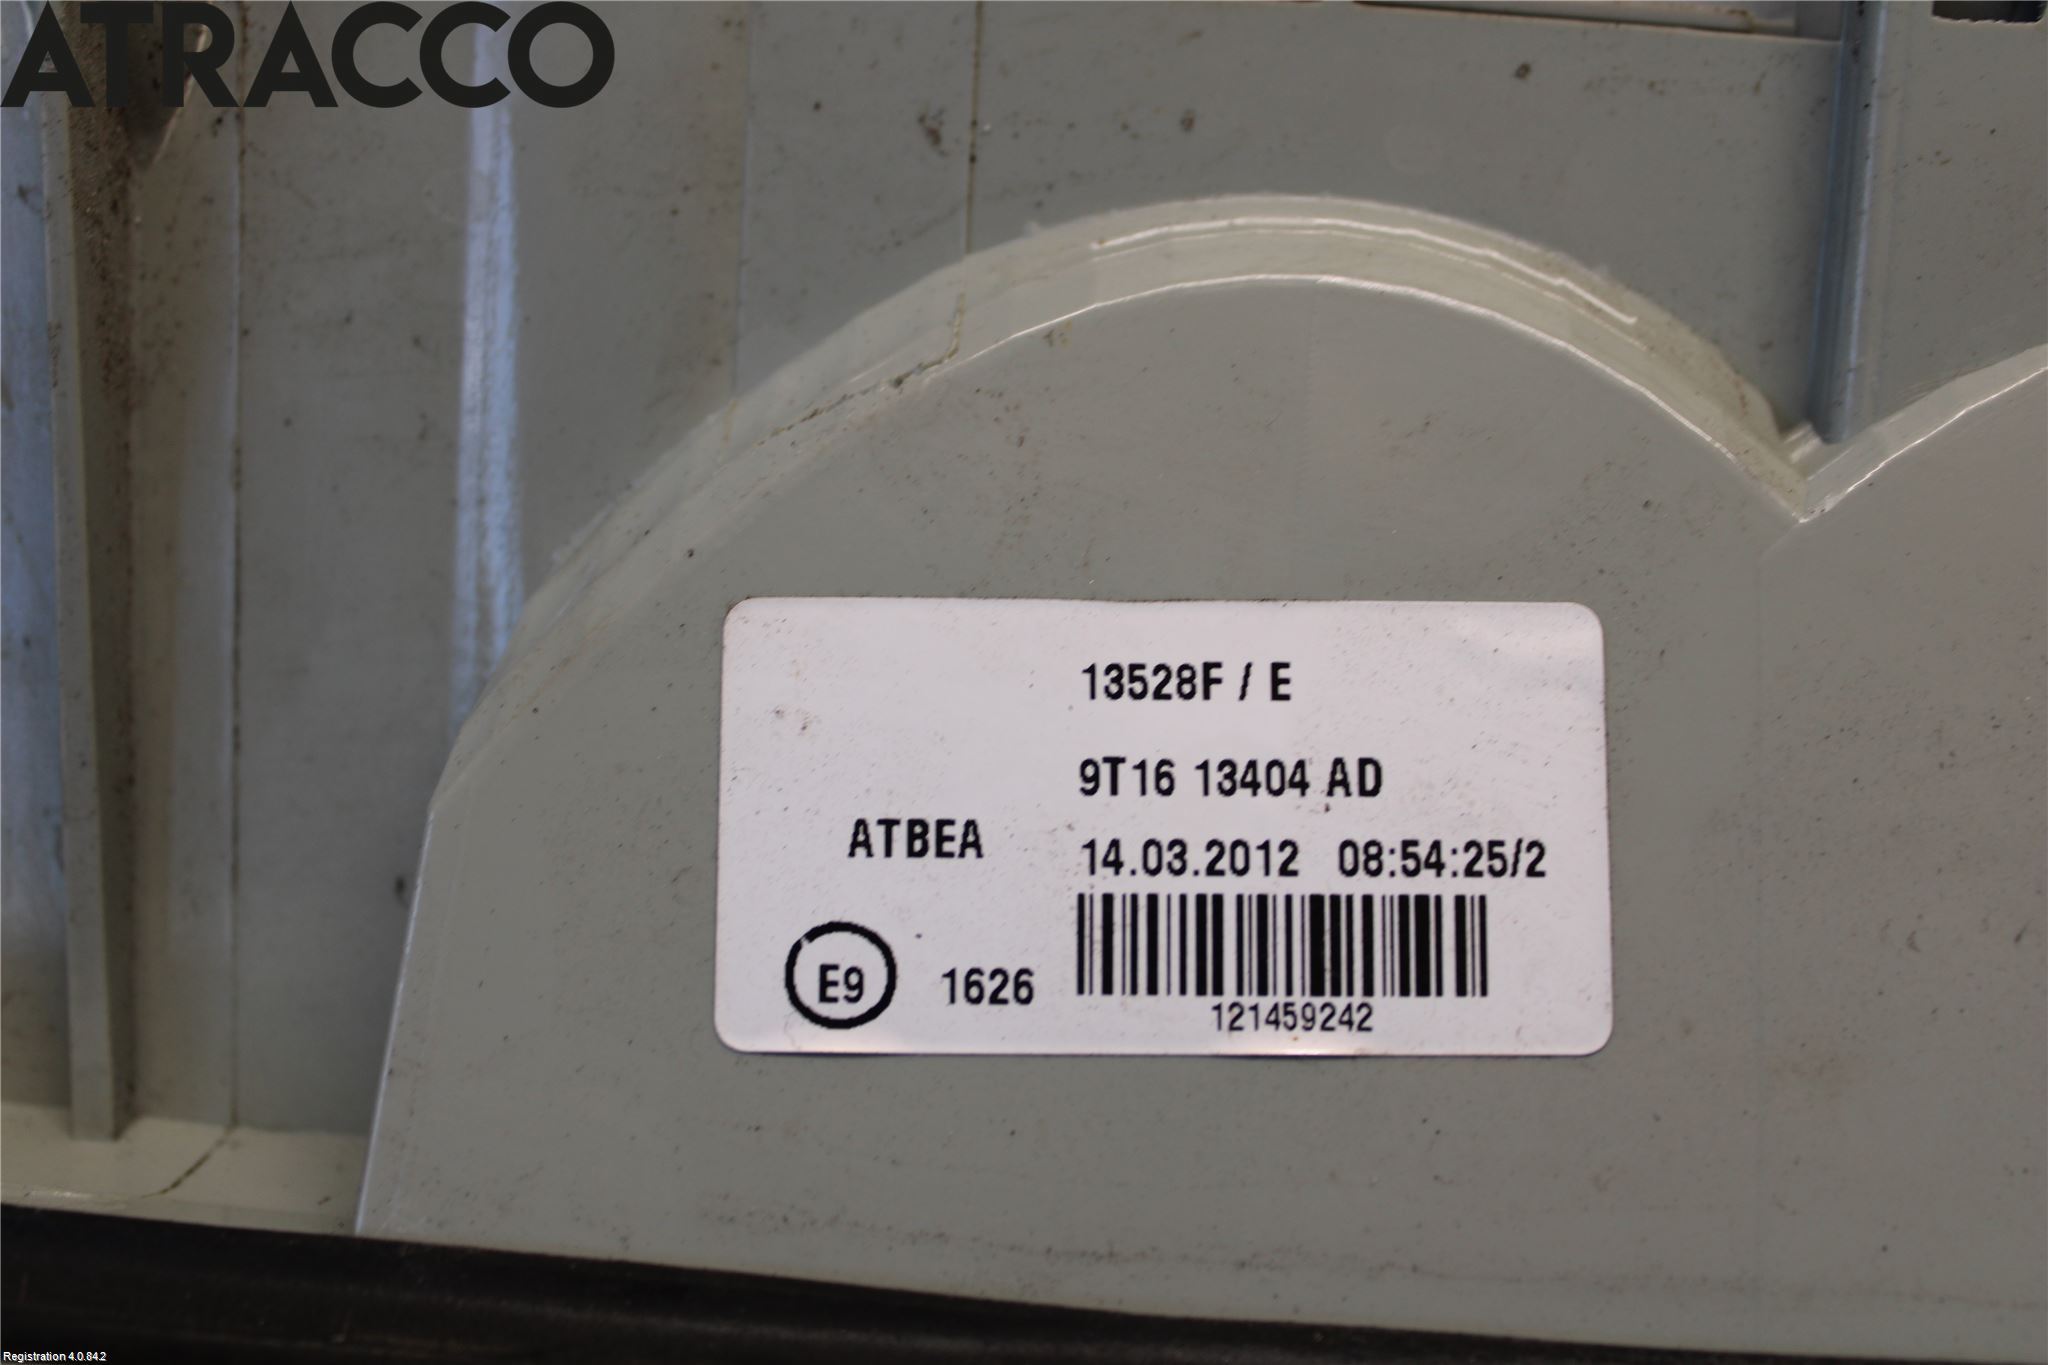 ATRACCO
13528F / E
9T16 13404 AD
ATBEA
14.03.2012 08:54:25/2
E9 1626
121459242
Registration 4.0.84.2